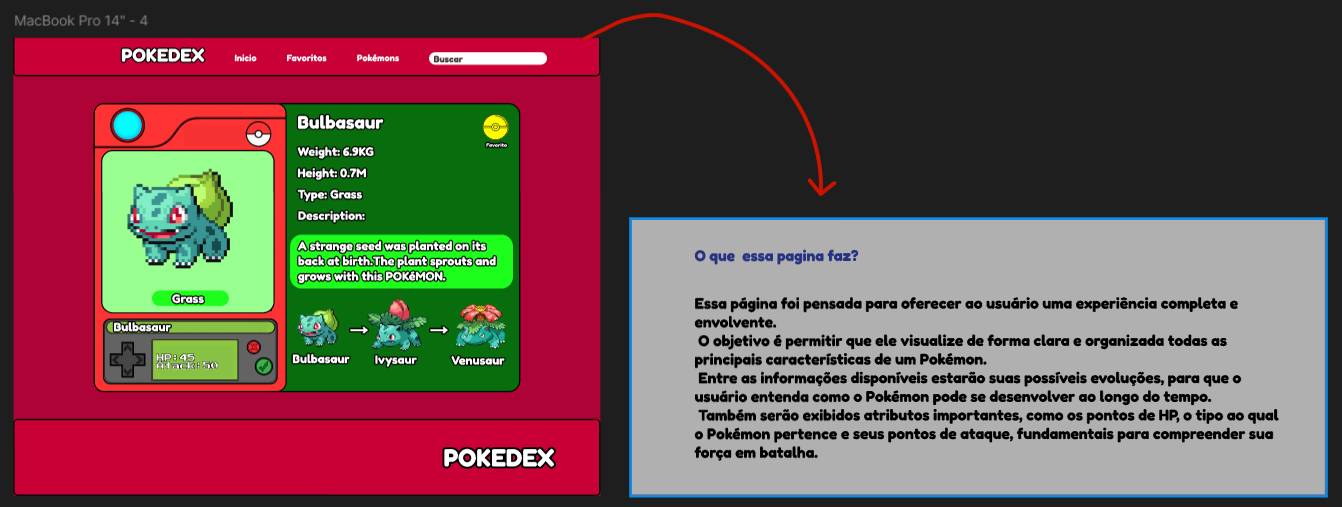 MacBook Pro 14" - 4
POKEDEX
Inicio
Favoritos
Pokémons
Buscar
Bulbasaur
Favorito
Weight: 6.9KG
Height: 0.7M
Type: Grass
Description:
A strange seed was planted on its
back at birth.The plant sprouts and
grows with this POKéMON.
Grass
Bulbasaur
HP:45
Atack:50
Bulbasaur
Ivysaur
Venusaur
POKEDEX
O que essa pagina faz?
Essa página foi pensada para oferecer ao usuário uma experiência completa e
envolvente.
O objetivo é permitir que ele visualize de forma clara e organizada todas as
principais características de um Pokémon.
Entre as informações disponíveis estarão suas possíveis evoluções, para que o
usuário entenda como o Pokémon pode se desenvolver ao longo do tempo.
Também serão exibidos atributos importantes, como os pontos de HP, o tipo ao qual
o Pokémon pertence e seus pontos de ataque, fundamentais para compreender sua
força em batalha.